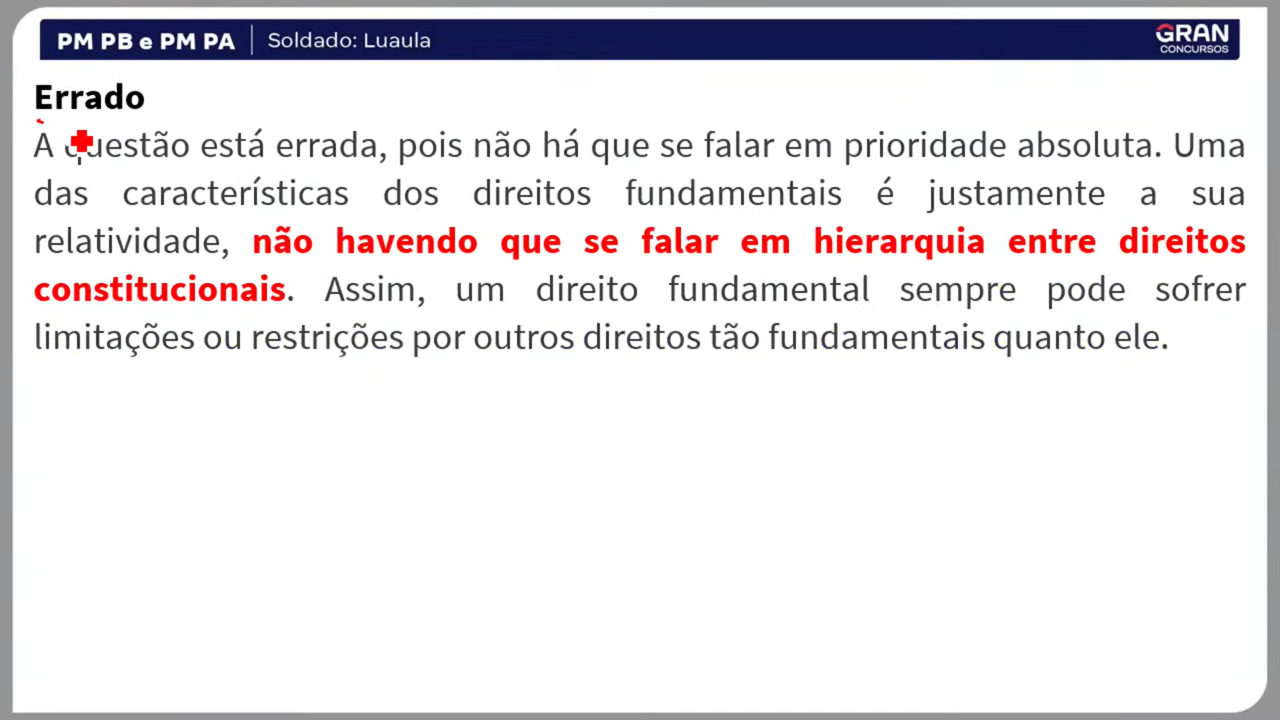 PM PB e PM PA | Soldado: Luaula
GRAN
CONCURSOS
Errado
A questão está errada, pois não há que se falar em prioridade absoluta. Uma
das características dos direitos fundamentais é justamente a sua
relatividade, não havendo que se falar em hierarquia entre direitos
constitucionais. Assim, um direito fundamental sempre pode sofrer
limitações ou restrições por outros direitos tão fundamentais quanto ele.